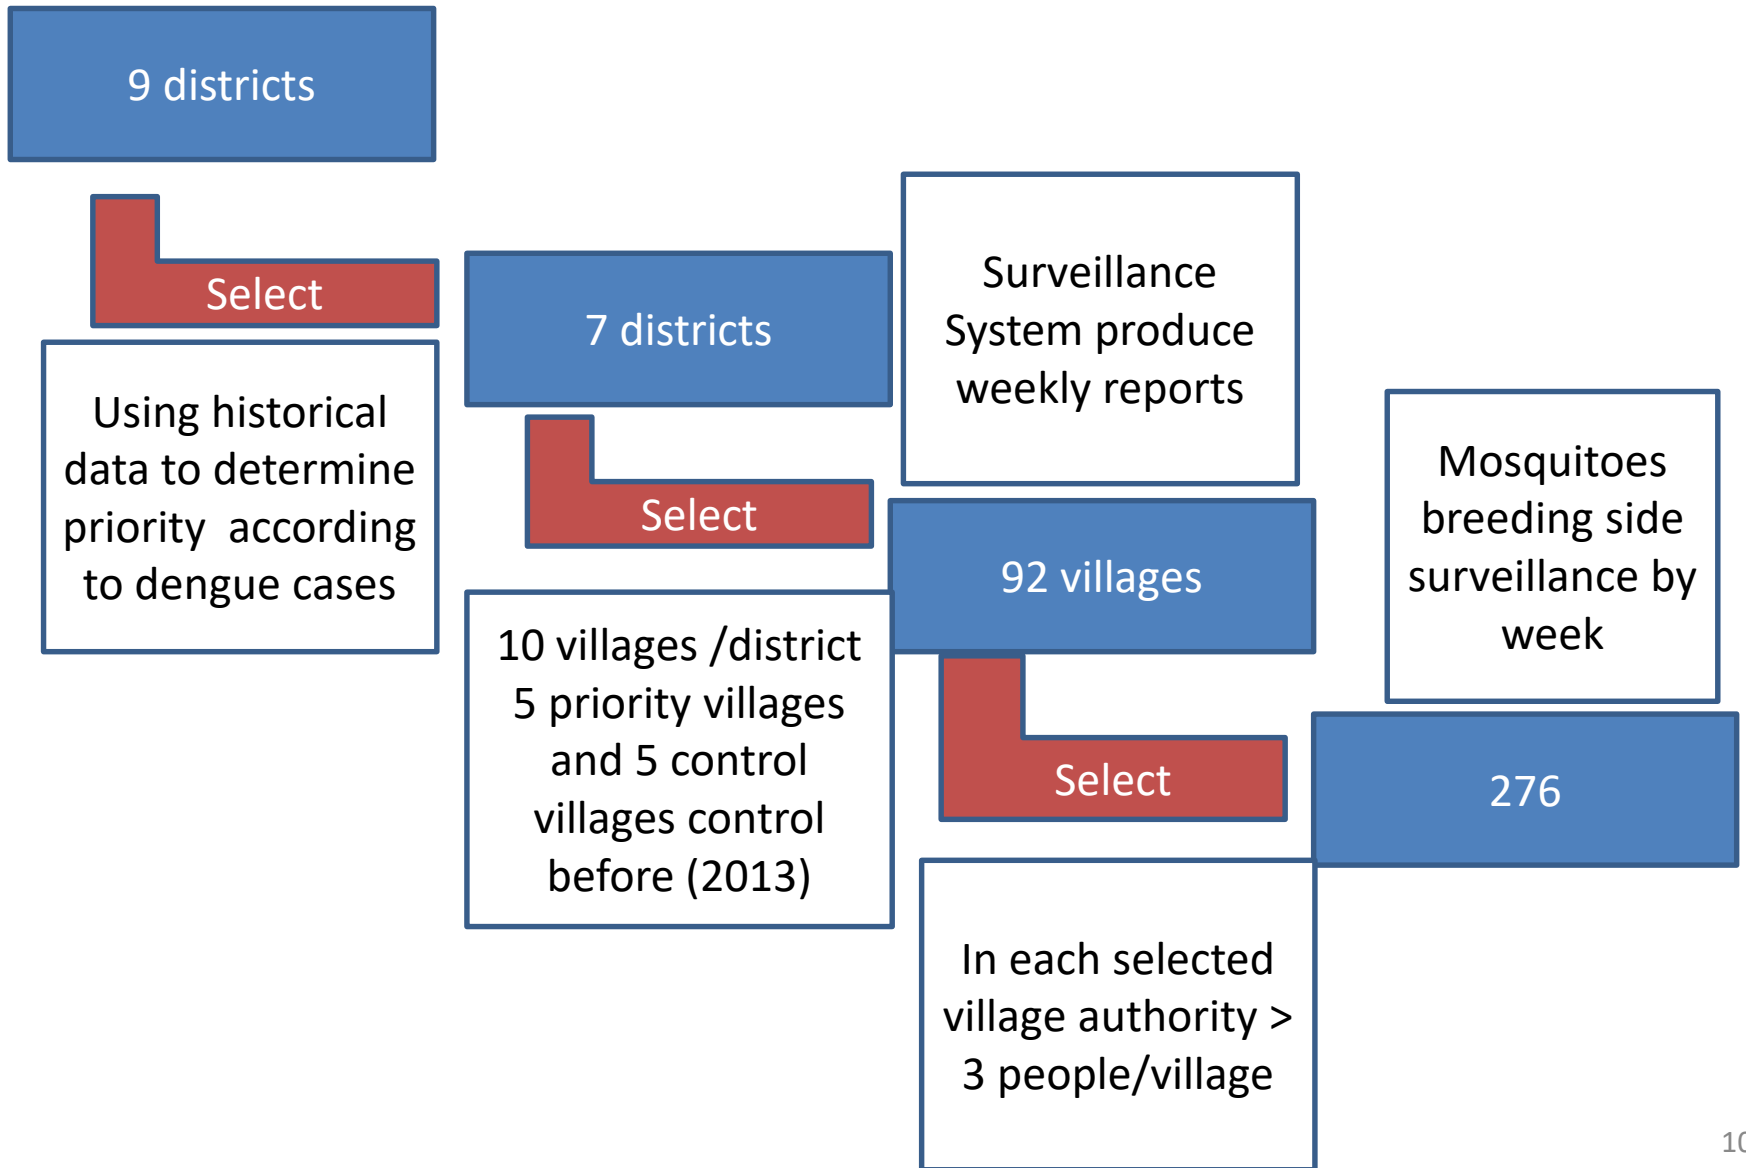 9 districts
Select
Using historical
data to determine
priority according
to dengue cases
7 districts
Select
10 villages /district
5 priority villages
and 5 control
villages control
before (2013)
Surveillance
System produce
weekly reports
92 villages
Select
In each selected
village authority >
3 people/village
Mosquitoes
breeding side
surveillance by
week
276
10